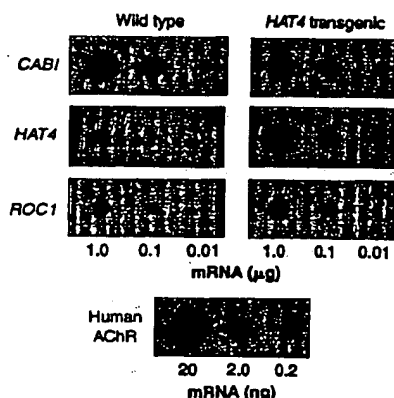 Wild type
HAT4 transgenic
CABI
HAT4
ROC1
1.0 0.1 0.01
1.0 0.1 0.01
mRNA (μg)
Human
AChR
20 2.0 0.2
mRNA (ng)